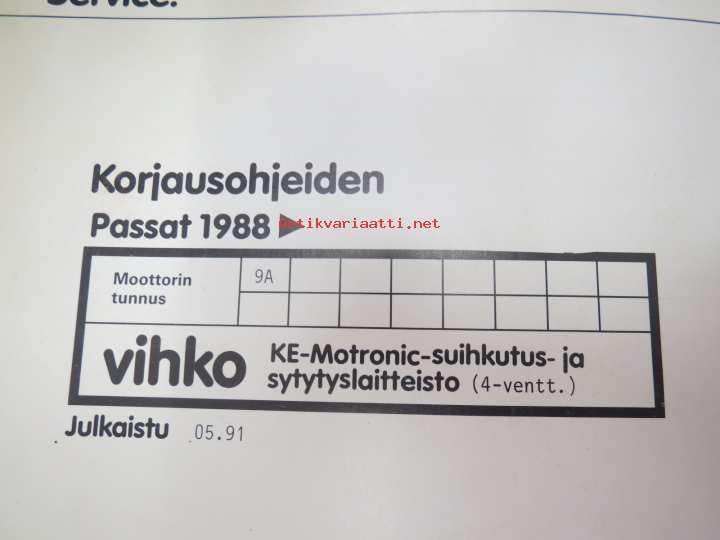 Service.
Korjausohjeiden
Passat 1988 ▶
antikvariaatti.net
Moottorin
tunnus
9A
vihko
KE-Motronic-suihkutus- ja
sytytyslaitteisto (4-ventt.)
Julkaistu 05.91